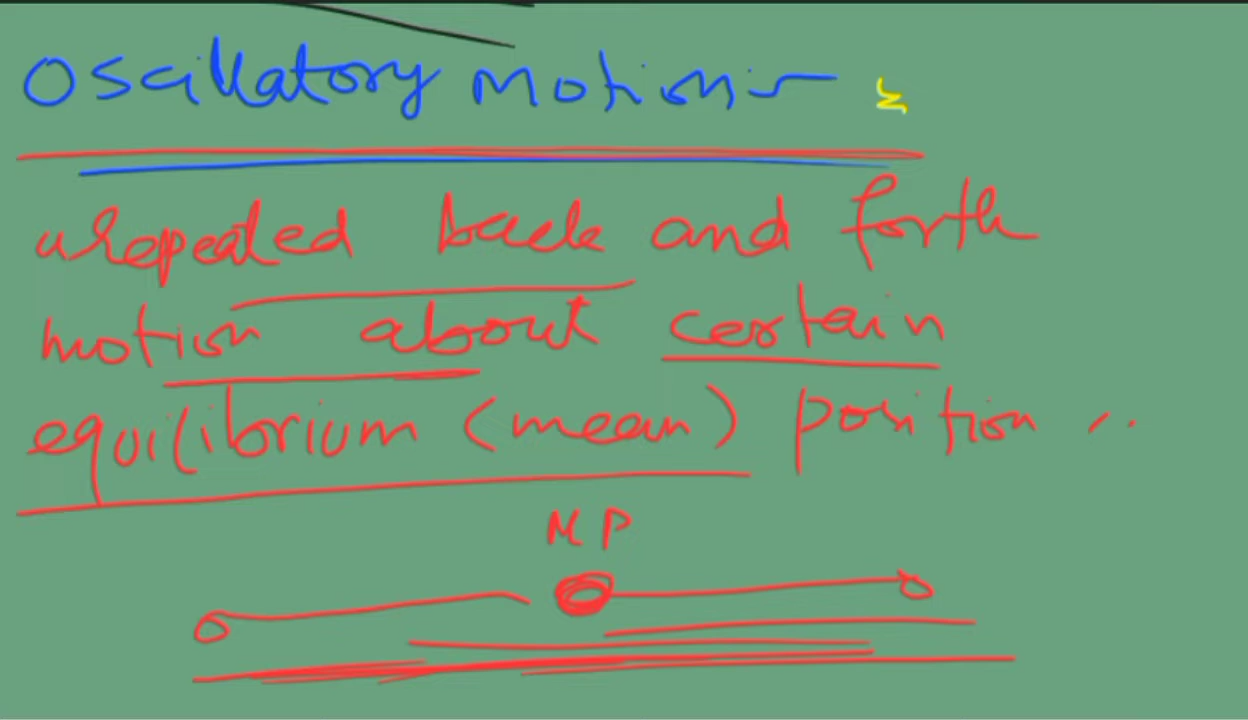 Oscillatory Motion:-
repeated back and forth
motion about certain
equilibrium (mean) position ..
MP